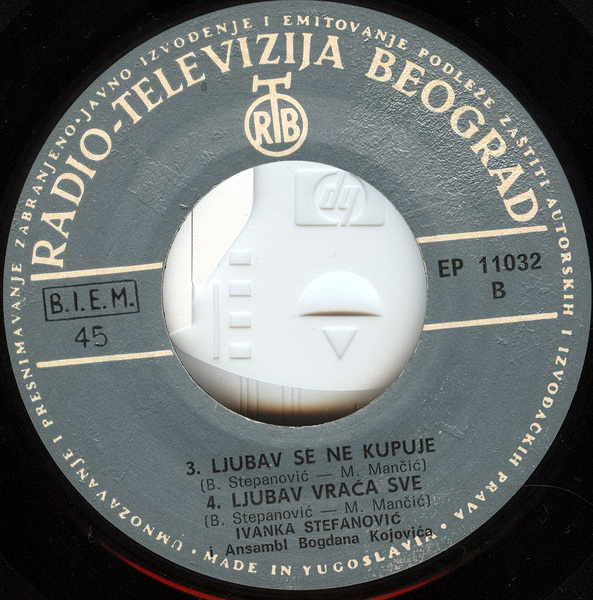 UMNOŽAVANJE I PRESNIMAVANJE ZABRANJENO · JAVNO IZVOĐENJE I EMITOVANJE PODLEŽE ZAŠTITI AUTORSKIH I IZVOĐAČKIH PRAVA ·
RADIO-TELEVIZIJA BEOGRAD
RTB
hp
B.I.E.M.
45
EP 11032
B
3. LJUBAV SE NE KUPUJE
(B. Stepanović — M. Mančić)
4. LJUBAV VRAĆA SVE
(B. Stepanović — M. Mančić)
IVANKA STEFANOVIĆ
i Ansambl Bogdana Kojovića
MADE IN YUGOSLAVIA ·